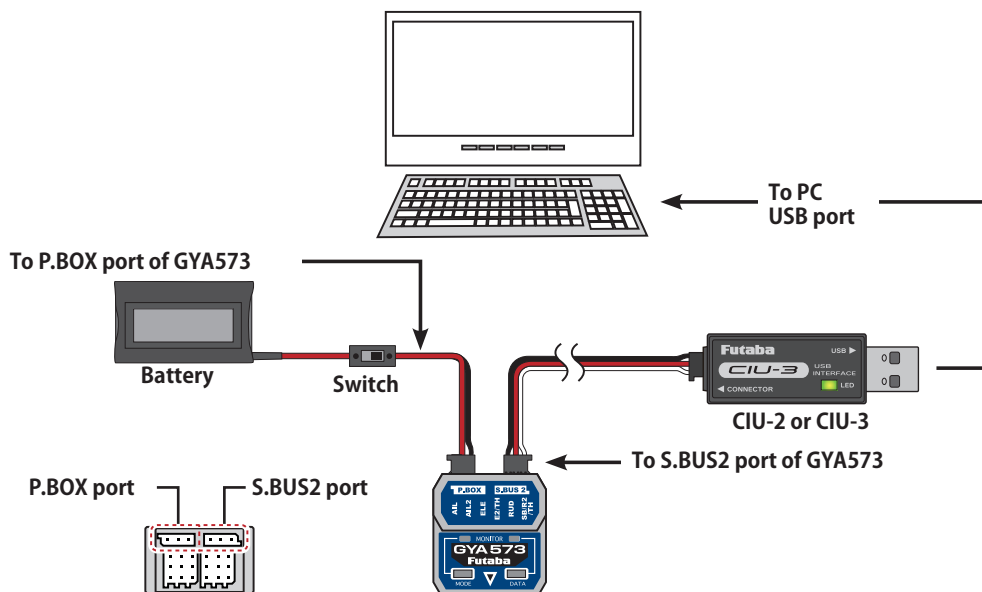 To PC
USB port
To P.BOX port of GYA573
Battery
Switch
Futaba
USB ▶
CIU-3
USB
INTERFACE
◀ CONNECTOR
LED
CIU-2 or CIU-3
To S.BUS2 port of GYA573
P.BOX port
S.BUS2 port
P.BOX
S.BUS 2
AIL
AIL2
ELE
E2/TH
RUD
SB/R2
/TH
MONITOR
GYA573
Futaba
MODE
DATA